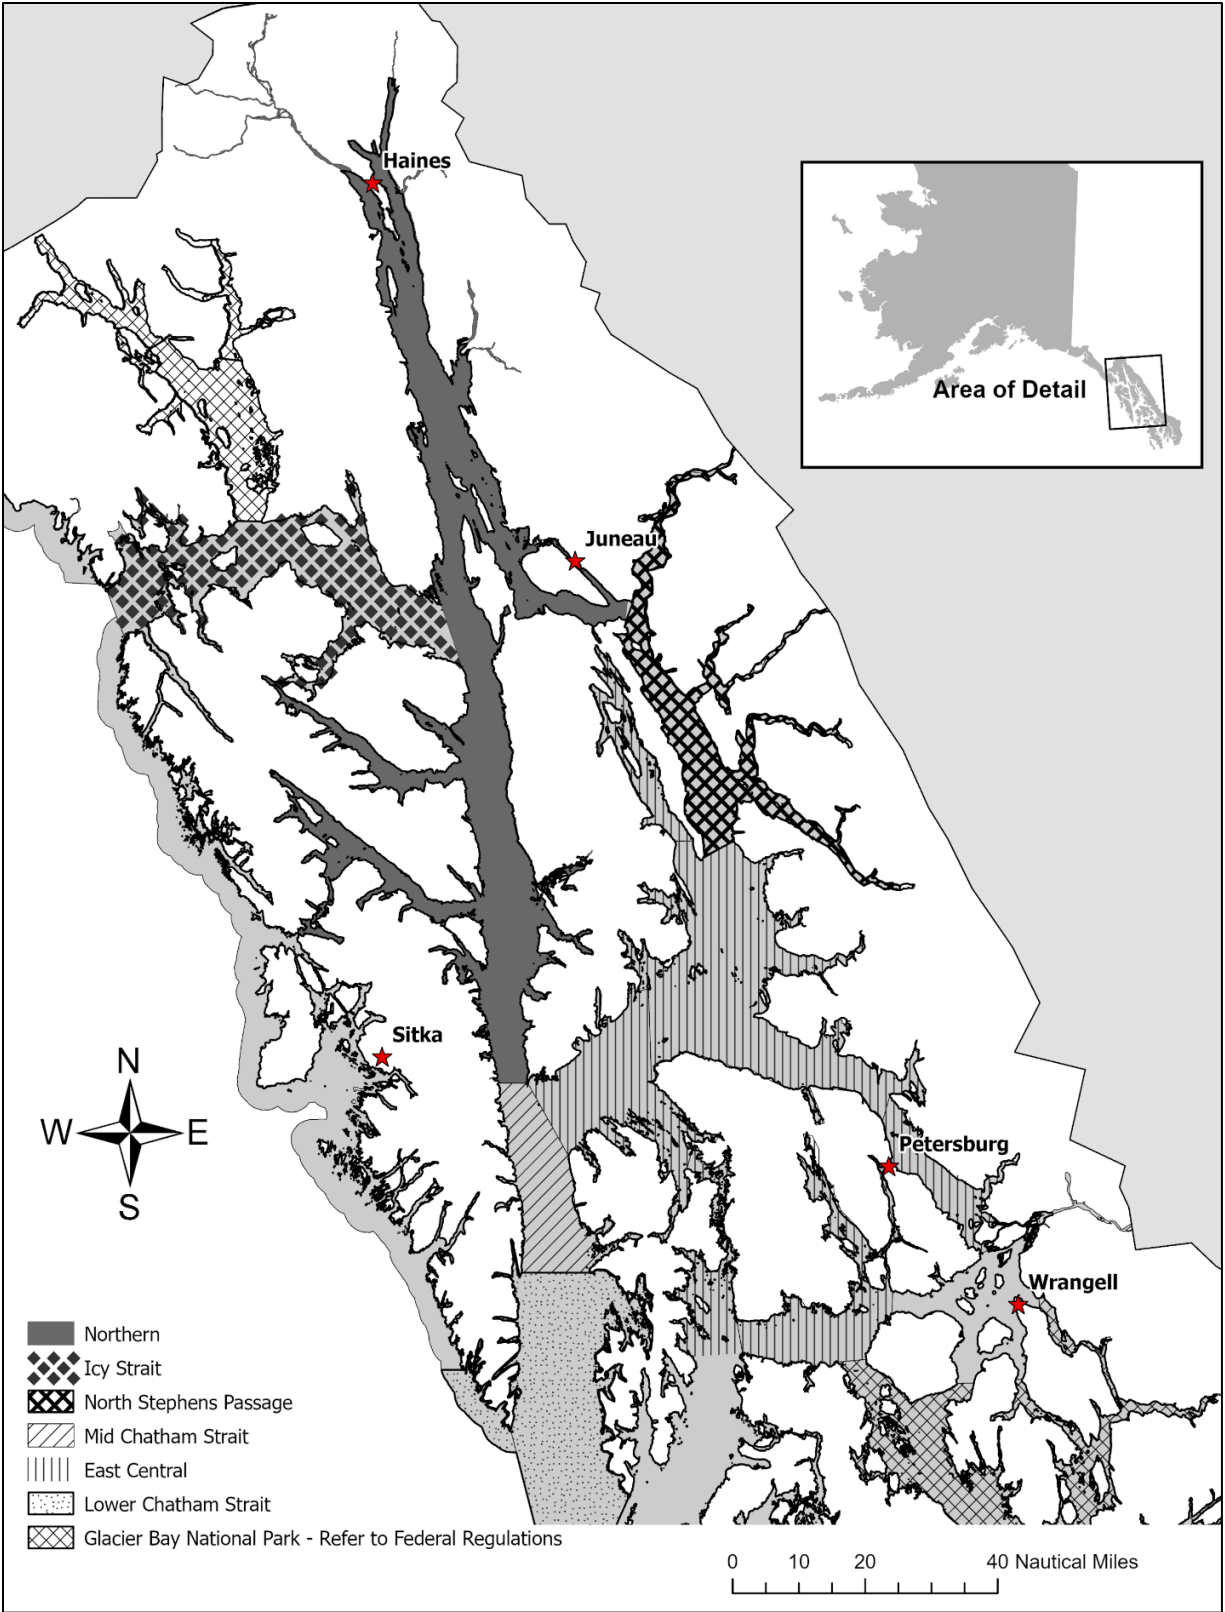 Haines
Area of Detail
Juneau
Sitka
N
W
E
S
Petersburg
Wrangell
Northern
Icy Strait
North Stephens Passage
Mid Chatham Strait
East Central
Lower Chatham Strait
Glacier Bay National Park - Refer to Federal Regulations
0 10 20 40 Nautical Miles